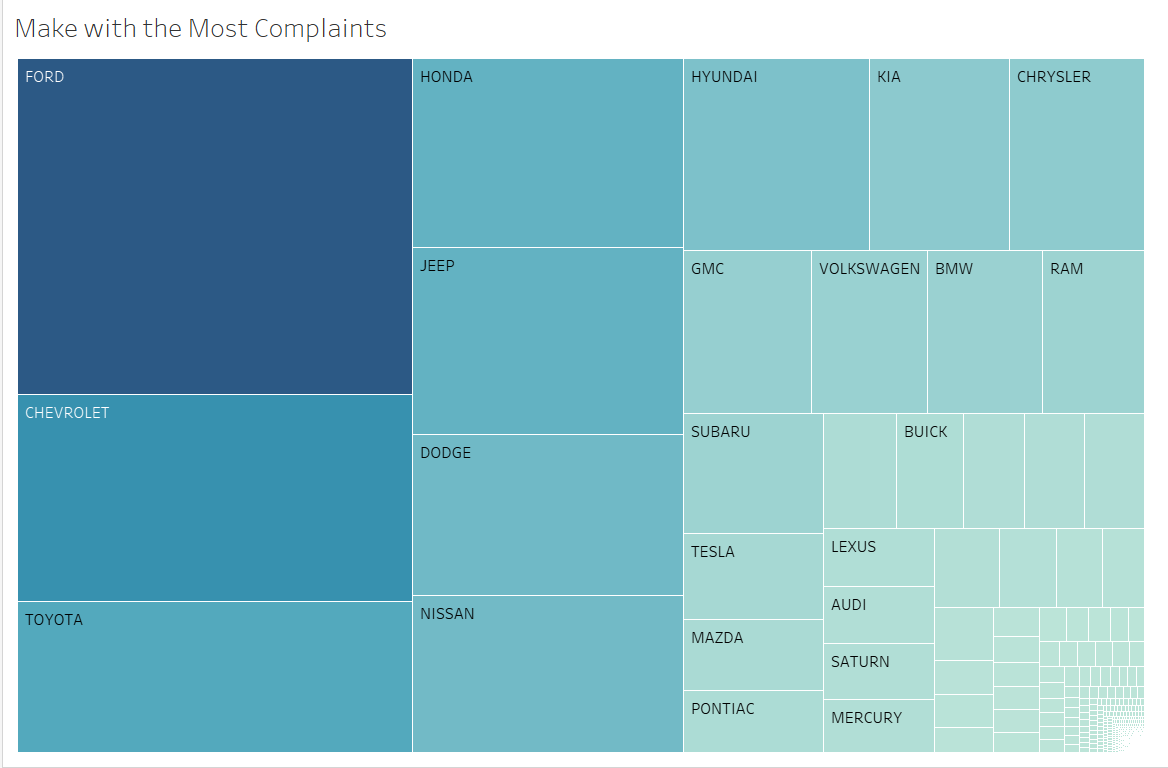 Make with the Most Complaints
FORD
CHEVROLET
TOYOTA
HONDA
JEEP
DODGE
NISSAN
HYUNDAI
KIA
CHRYSLER
GMC
VOLKSWAGEN
BMW
RAM
SUBARU
TESLA
MAZDA
PONTIAC
BUICK
LEXUS
AUDI
SATURN
MERCURY